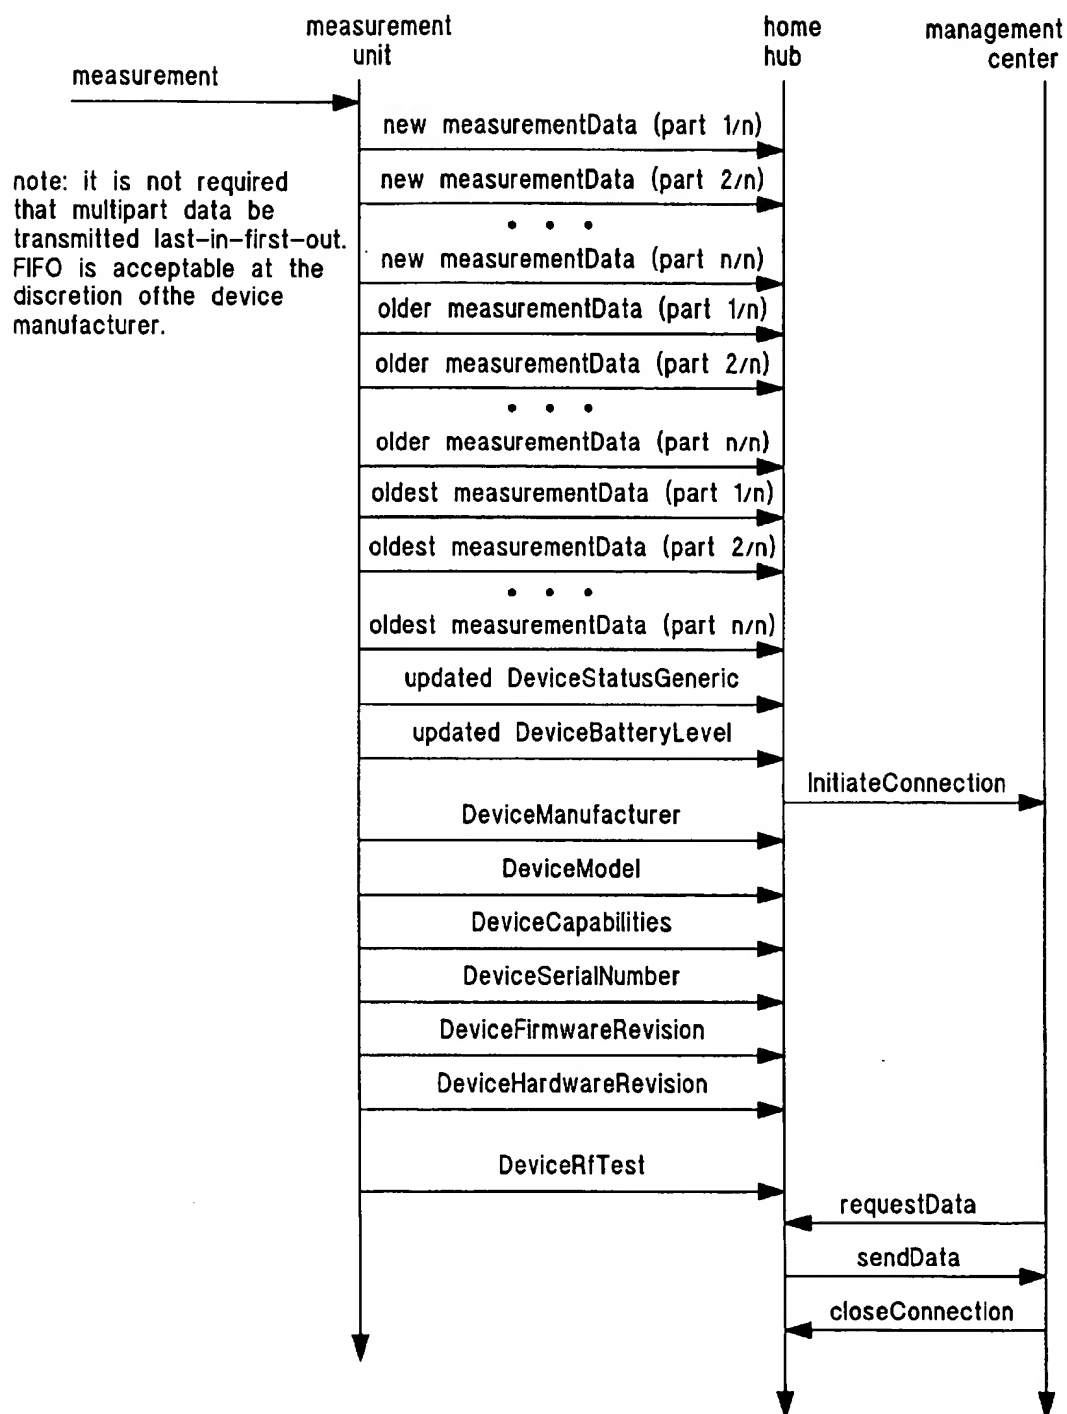 measurement
unit
home
hub
management
center
measurement
new measurementData (part 1/n)
note: it is not required
that multipart data be
transmitted last-in-first-out.
FIFO is acceptable at the
discretion ofthe device
manufacturer.
new measurementData (part 2/n)
• • •
new measurementData (part n/n)
older measurementData (part 1/n)
older measurementData (part 2/n)
• • •
older measurementData (part n/n)
oldest measurementData (part 1/n)
oldest measurementData (part 2/n)
• • •
oldest measurementData (part n/n)
updated DeviceStatusGeneric
updated DeviceBatteryLevel
InitiateConnection
DeviceManufacturer
DeviceModel
DeviceCapabilities
DeviceSerialNumber
DeviceFirmwareRevision
DeviceHardwareRevision
DeviceRfTest
requestData
sendData
closeConnection